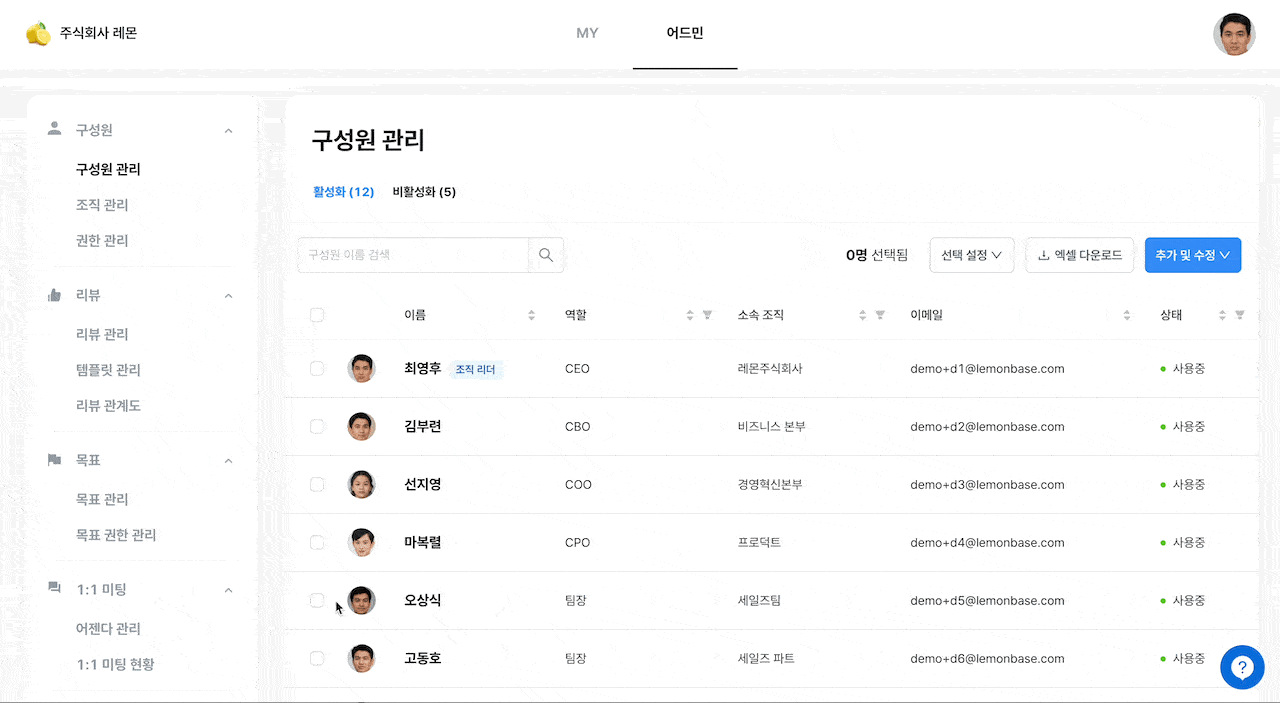 주식회사 레몬
MY
어드민
구성원
구성원 관리
조직 관리
권한 관리
리뷰
리뷰 관리
템플릿 관리
리뷰 관계도
목표
목표 관리
목표 권한 관리
1:1 미팅
어젠다 관리
1:1 미팅 현황
구성원 관리
활성화 (12) 비활성화 (5)
구성원 이름 검색
0명 선택됨 선택 설정 엑셀 다운로드 추가 및 수정
이름 역할 소속 조직 이메일 상태
최영후 조직 리더 CEO 레몬주식회사 demo+d1@lemonbase.com 사용중
김부련 CBO 비즈니스 본부 demo+d2@lemonbase.com 사용중
선지영 COO 경영혁신본부 demo+d3@lemonbase.com 사용중
마복렬 CPO 프로덕트 demo+d4@lemonbase.com 사용중
오상식 팀장 세일즈팀 demo+d5@lemonbase.com 사용중
고동호 팀장 세일즈 파트 demo+d6@lemonbase.com 사용중
?